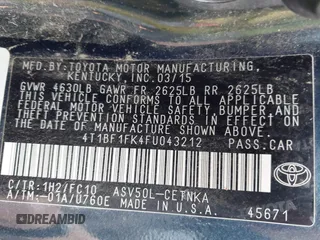 MFD.BY:TOYOTA MOTOR MANUFACTURING,
KENTUCKY, INC.03/15
GVWR 4630LB GAWR FR 2625LB RR 2625LB
THIS VEHICLE CONFORMS TO ALL APPLICABLE
FEDERAL MOTOR VEHICLE SAFETY, BUMPER, AND
THEFT PREVENTION STANDARDS IN EFFECT ON THE
DATE OF MANUFACTURE SHOWN ABOVE.
4T1BF1FK4FU043212 PASS.CAR
C/TR:1H2/FC10 ASV50L-CETNKA
A/TM:-01A/U760E MADE IN U.S.A.
TOYOTA
45671
© DREAMBID